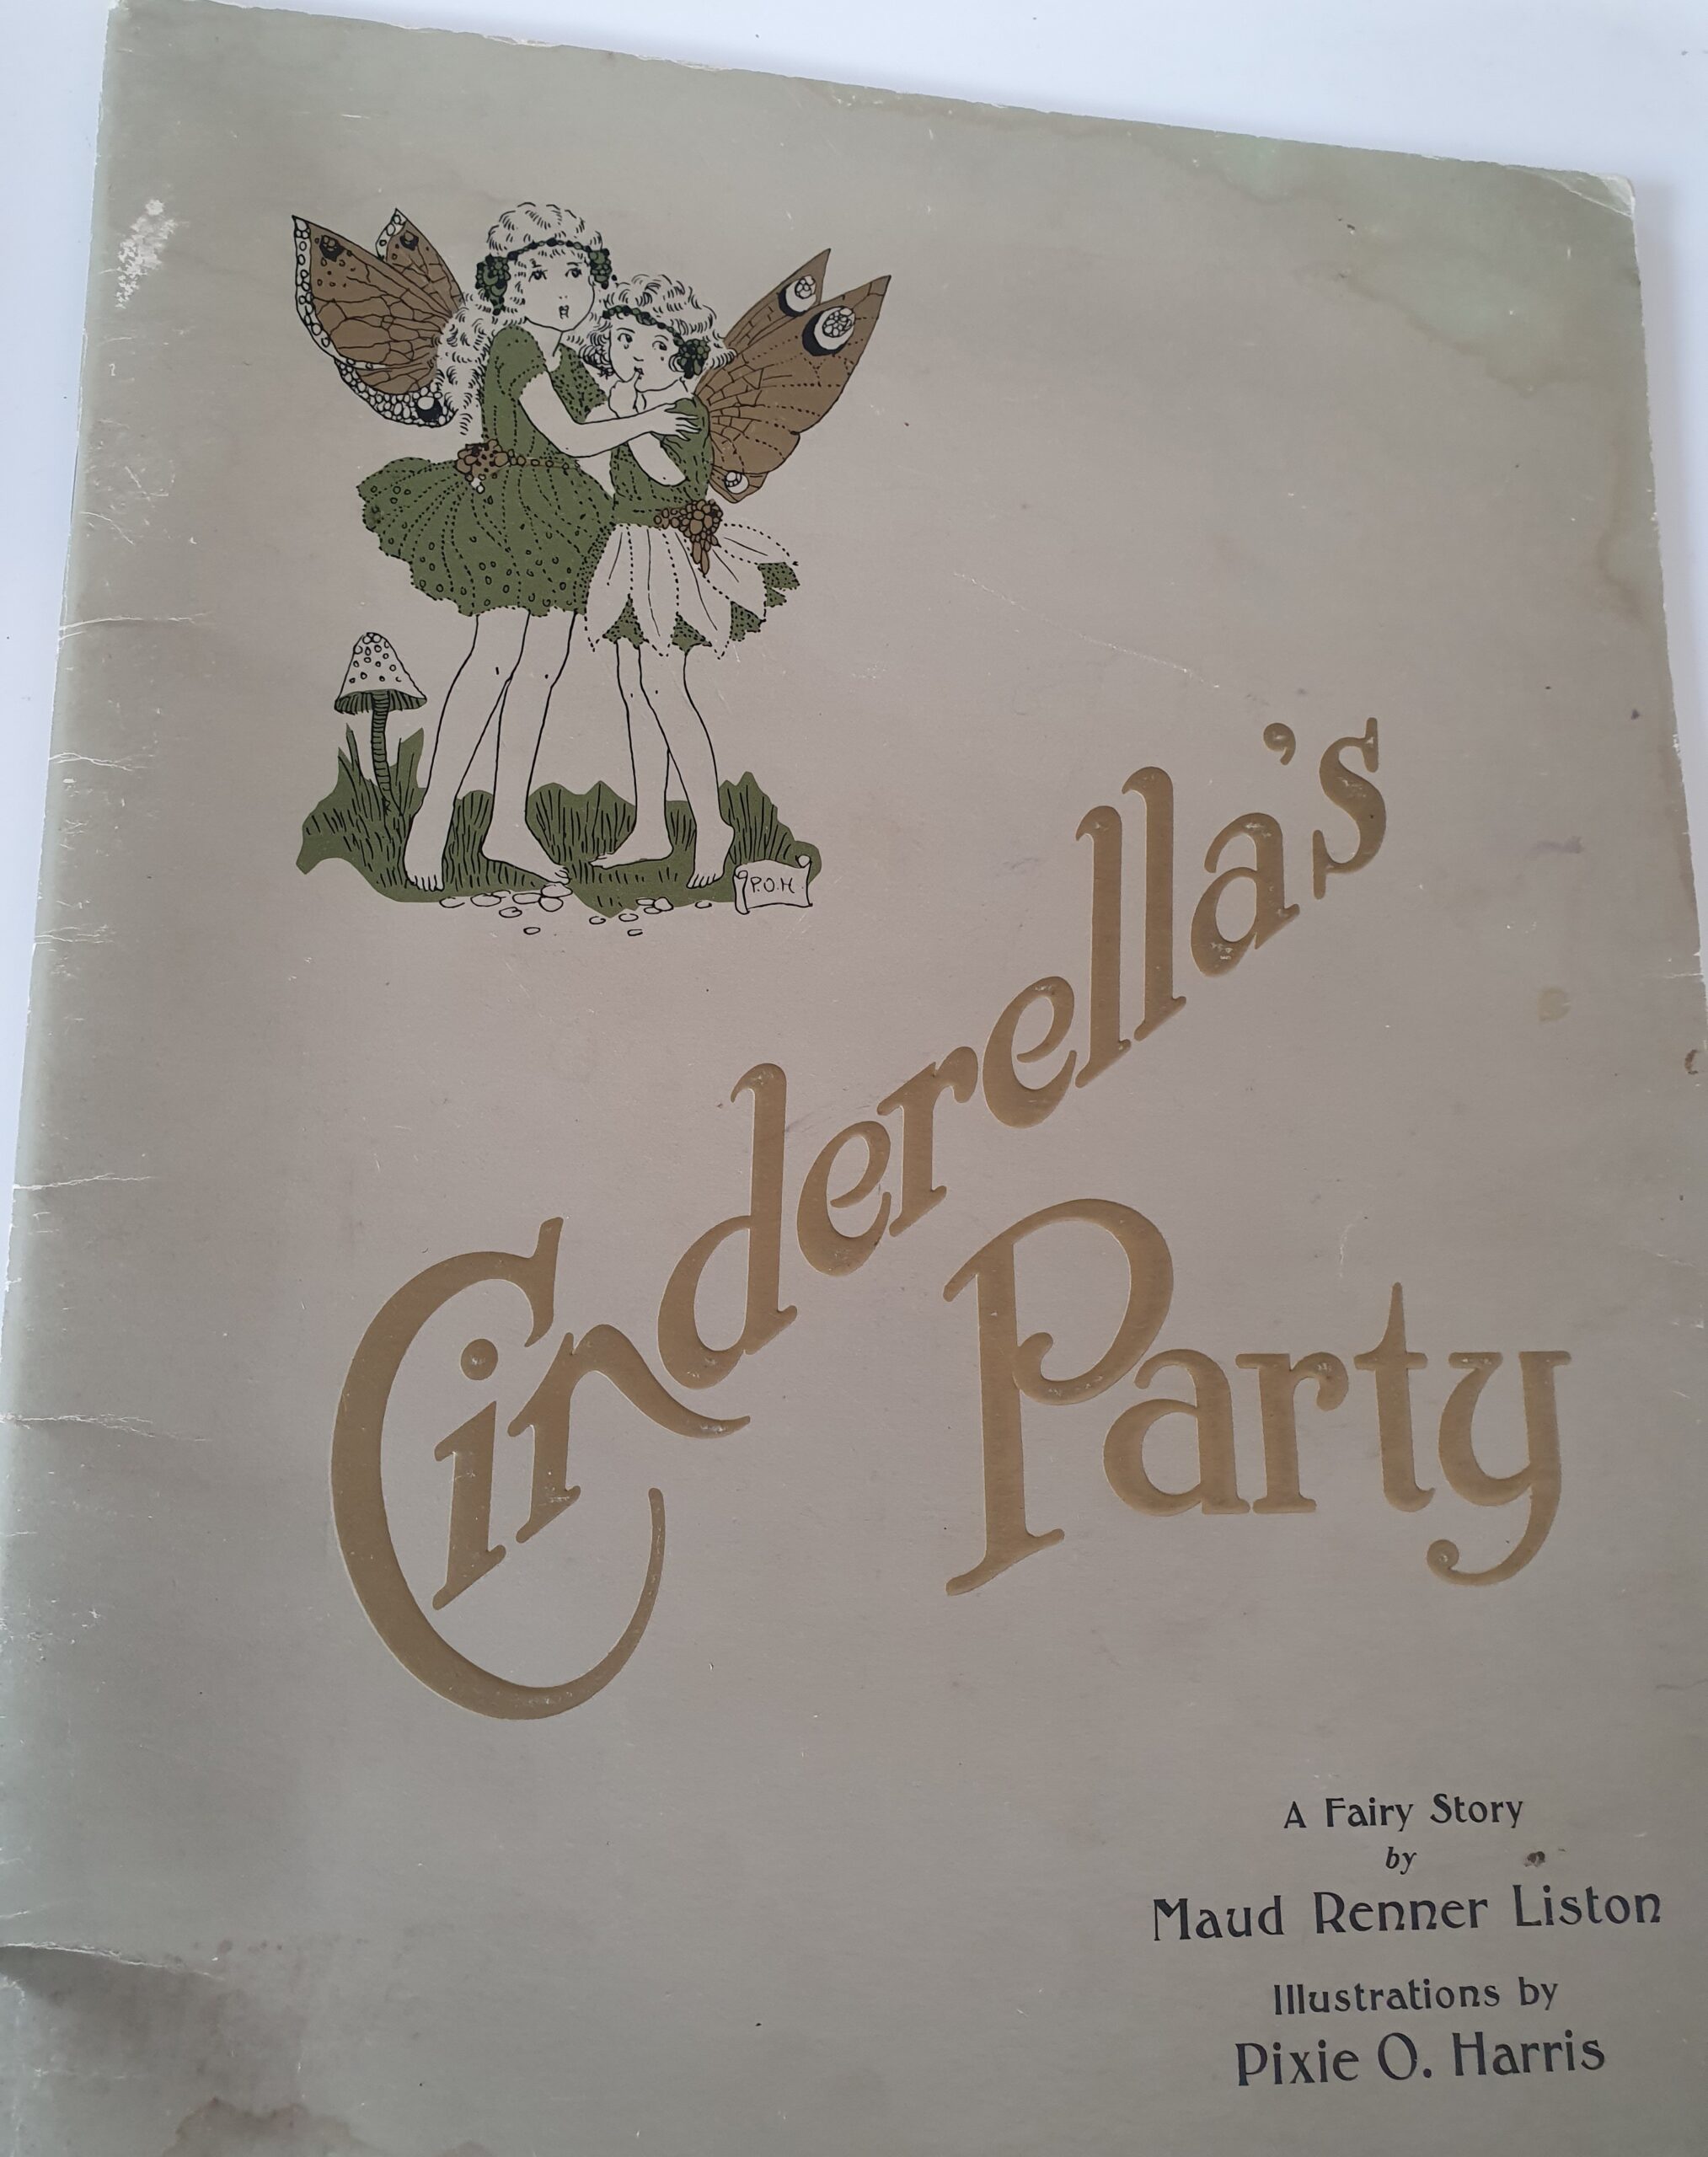 P.O.H.
Cinderella's
Party
A Fairy Story
by
Maud Renner Liston
Illustrations by
Pixie O. Harris